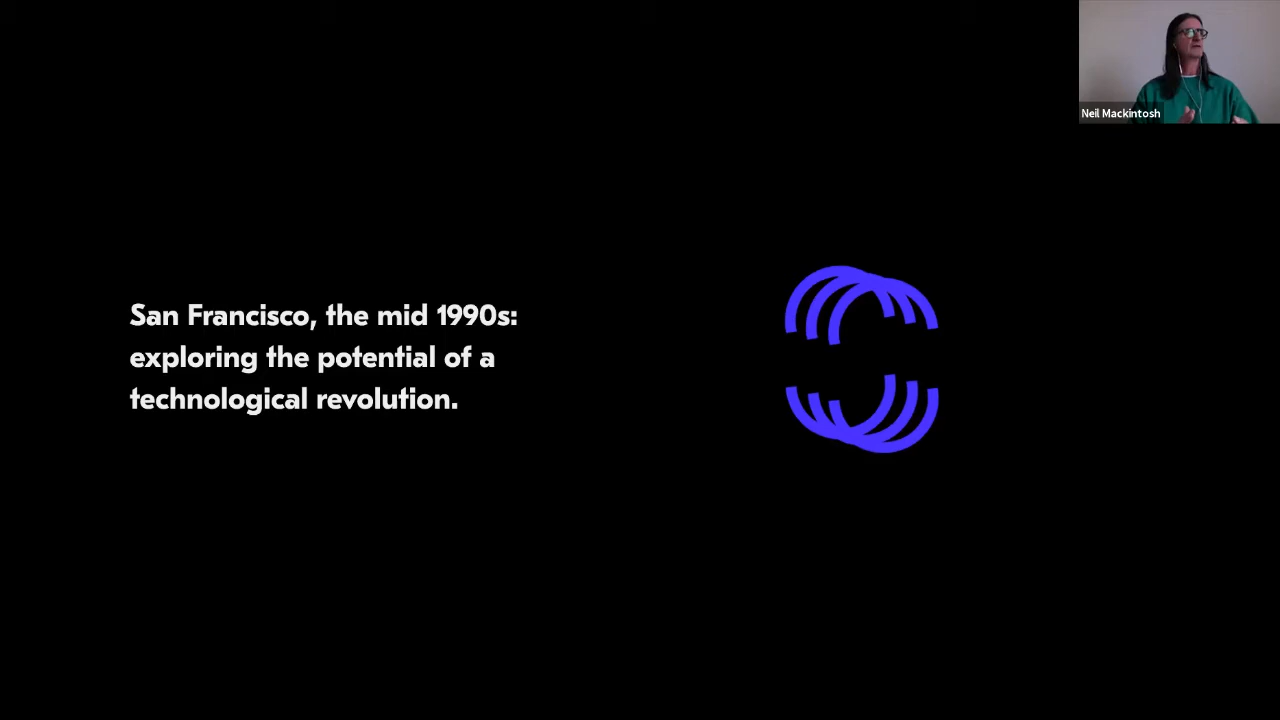 Neil Mackintosh
San Francisco, the mid 1990s:
exploring the potential of a
technological revolution.